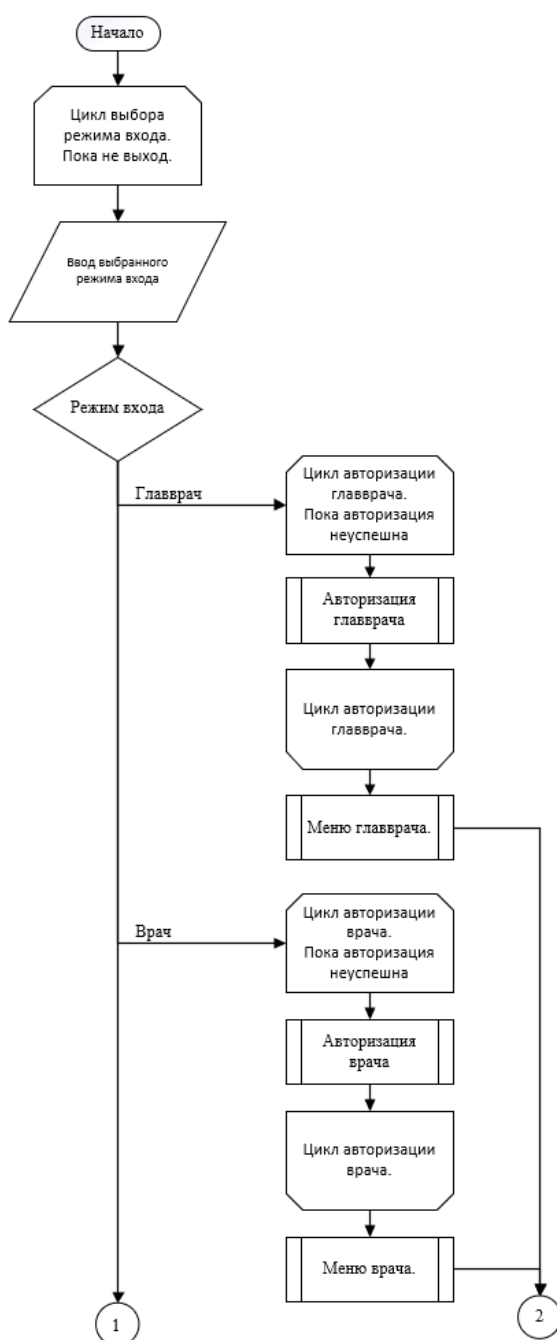 Начало
Цикл выбора
режима входа.
Пока не выход.
Ввод выбранного
режима входа
Режим входа
Главврач
Цикл авторизации
главврача.
Пока авторизация
неуспешна
Авторизация
главврача
Цикл авторизации
главврача.
Меню главврача.
Врач
Цикл авторизации
врача.
Пока авторизация
неуспешна
Авторизация
врача
Цикл авторизации
врача.
Меню врача.
1
2